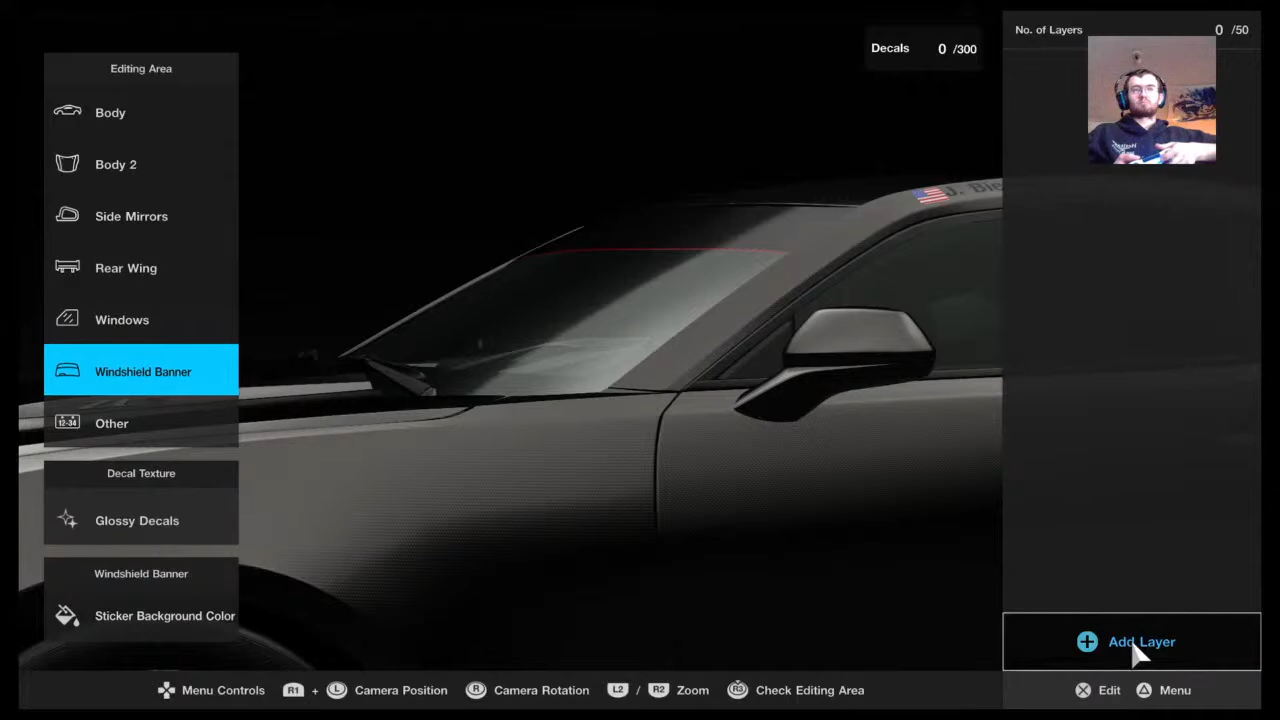 No. of Layers 0 /50
Decals 0 /300
Editing Area
Body
Body 2
Side Mirrors
Rear Wing
Windows
Windshield Banner
12-34 Other
Decal Texture
Glossy Decals
Windshield Banner
Sticker Background Color
J. Ble
Add Layer
Menu Controls R1 + L Camera Position R Camera Rotation L2 / R2 Zoom R3 Check Editing Area
Edit Menu